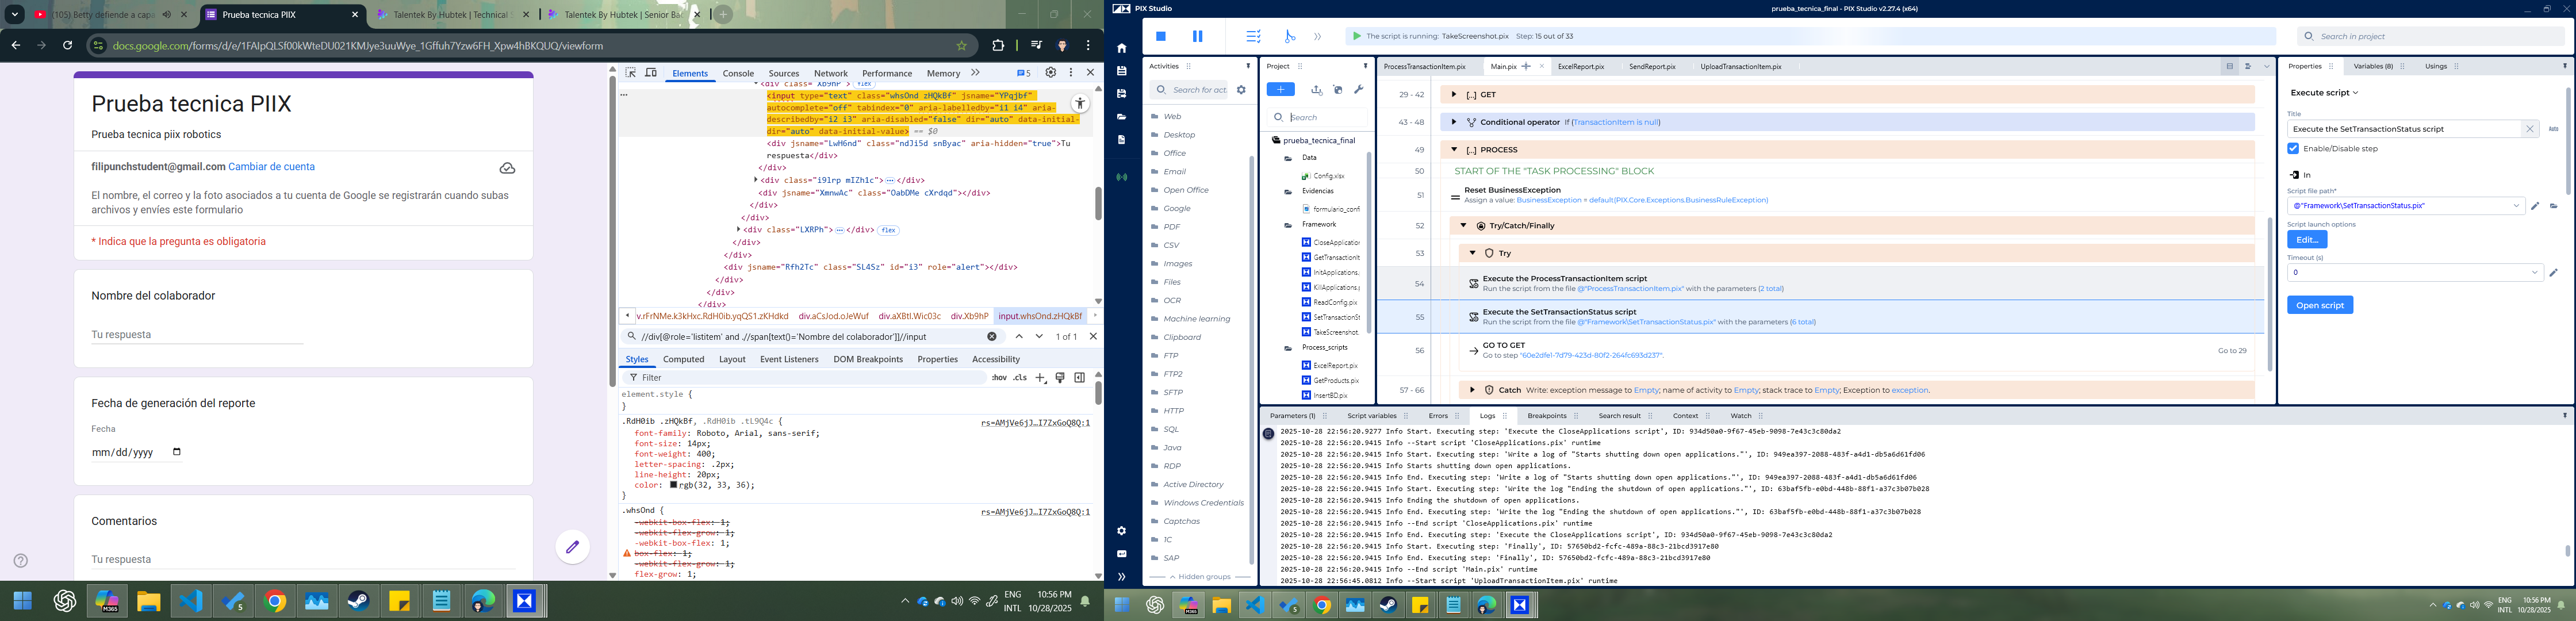 (105) Betty defiende a capa
Prueba tecnica PIIX
Talentek By Hubtek | Technical S
Talentek By Hubtek | Senior Bac
docs.google.com/forms/d/e/1FAIpQLSf00kWteDU021KMJye3uuWye_1Gffuh7Yzw6FH_Xpw4hBKQUQ/viewform
Prueba tecnica PIIX
Prueba tecnica piix robotics
filipunchstudent@gmail.com Cambiar de cuenta
El nombre, el correo y la foto asociados a tu cuenta de Google se registrarán cuando subas
archivos y envíes este formulario
* Indica que la pregunta es obligatoria
Nombre del colaborador
Tu respuesta
Fecha de generación del reporte
Fecha
mm/dd/yyyy
Comentarios
Tu respuesta
Elements Console Sources Network Performance Memory 5
<div class="Xb9hP"> flex
<input type="text" class="whsOnd zHQkBf" jsname="YPqjbf"
autocomplete="off" tabindex="0" aria-labelledby="i1 i4" aria-
describedby="i2 i3" aria-disabled="false" dir="auto" data-initial-
dir="auto" data-initial-value> == $0
<div jsname="LwH6nd" class="ndJi5d snByac" aria-hidden="true">Tu
respuesta</div>
</div>
<div class="i9lrp mIZh1c"> </div>
<div jsname="XmnwAc" class="OabDMe cXrdqd"></div>
</div>
</div>
<div class="LXRPh"> </div> flex
</div>
</div>
<div jsname="Rfh2Tc" class="SL4Sz" id="i3" role="alert"></div>
</div>
</div>
</div>
v.rFrNMe.k3kHxc.RdH0ib.yqQS1.zKHdkd div.aCsJod.oJeWuf div.aXBtI.Wic03c div.Xb9hP input.whsOnd.zHQkBf
//div[@role='listitem' and .//span[text()='Nombre del colaborador']]//input 1 of 1
Styles Computed Layout Event Listeners DOM Breakpoints Properties Accessibility
Filter :hov .cls
element.style {
}
.RdH0ib .zHQkBf, .RdH0ib .tL9Q4c { rs=AMjVe6jJ…I7ZxGoQ8Q:1
font-family: Roboto, Arial, sans-serif;
font-size: 14px;
font-weight: 400;
letter-spacing: .2px;
line-height: 20px;
color: rgb(32, 33, 36);
}
.whsOnd { rs=AMjVe6jJ…I7ZxGoQ8Q:1
-webkit-box-flex: 1;
-webkit-flex-grow: 1;
-webkit-box-flex: 1;
box-flex: 1;
-webkit-flex-grow: 1;
flex-grow: 1;
M365
ENG
INTL
10:56 PM
10/28/2025
PIX Studio
prueba_tecnica_final - PIX Studio v2.27.4 (x64)
The script is running: TakeScreenshot.pix Step: 15 out of 33
Search in project
Activities
Search for act
Web
Desktop
Office
Email
Open Office
Google
PDF
CSV
Images
Files
OCR
Machine learning
Clipboard
FTP
FTP2
SFTP
HTTP
SQL
Java
RDP
Active Directory
Windows Credentials
Captchas
1C
SAP
Hidden groups
Project
Search
prueba_tecnica_final
Data
Config.xlsx
Evidencias
formulario_confi
Framework
CloseApplication
GetTransactionIt
InitApplications.
KillApplications.p
ReadConfig.pix
SetTransactionSt
TakeScreenshot.
Process_scripts
ExcelReport.pix
GetProducts.pix
InsertBD.pix
ProcessTransactionItem.pix Main.pix ExcelReport.pix SendReport.pix UploadTransactionItem.pix
29 - 42 [...] GET
43 - 48 Conditional operator If (TransactionItem is null)
49 [...] PROCESS
50 START OF THE "TASK PROCESSING" BLOCK
51 Reset BusinessException
Assign a value: BusinessException = default(PIX.Core.Exceptions.BusinessRuleException)
52 Try/Catch/Finally
53 Try
54 Execute the ProcessTransactionItem script
Run the script from the file @"ProcessTransactionItem.pix" with the parameters (2 total)
55 Execute the SetTransactionStatus script
Run the script from the file @"Framework\SetTransactionStatus.pix" with the parameters (6 total)
56 GO TO GET Go to 29
Go to step "60e2dfe1-7d79-423d-80f2-264fc693d237".
57 - 66 Catch Write: exception message to Empty; name of activity to Empty; stack trace to Empty; Exception to exception.
Properties Variables (8) Usings
Execute script
Title
Execute the SetTransactionStatus script
Enable/Disable step
In
Script file path*
@"Framework\SetTransactionStatus.pix"
Script launch options
Edit...
Timeout (s)
0
Open script
Parameters (1) Script variables Errors Logs Breakpoints Search result Context Watch
2025-10-28 22:56:20.9277 Info Start. Executing step: 'Execute the CloseApplications script', ID: 934d50a0-9f67-45eb-9098-7e43c3c80da2
2025-10-28 22:56:20.9415 Info --Start script 'CloseApplications.pix' runtime
2025-10-28 22:56:20.9415 Info Start. Executing step: 'Write a log of "Starts shutting down open applications."', ID: 949ea397-2088-483f-a4d1-db5a6d61fd06
2025-10-28 22:56:20.9415 Info Starts shutting down open applications.
2025-10-28 22:56:20.9415 Info End. Executing step: 'Write a log of "Starts shutting down open applications."', ID: 949ea397-2088-483f-a4d1-db5a6d61fd06
2025-10-28 22:56:20.9415 Info Start. Executing step: 'Write the log "Ending the shutdown of open applications."', ID: 63baf5fb-e0bd-448b-88f1-a37c3b07b028
2025-10-28 22:56:20.9415 Info Ending the shutdown of open applications.
2025-10-28 22:56:20.9415 Info End. Executing step: 'Write the log "Ending the shutdown of open applications."', ID: 63baf5fb-e0bd-448b-88f1-a37c3b07b028
2025-10-28 22:56:20.9415 Info --End script 'CloseApplications.pix' runtime
2025-10-28 22:56:20.9415 Info End. Executing step: 'Execute the CloseApplications script', ID: 934d50a0-9f67-45eb-9098-7e43c3c80da2
2025-10-28 22:56:20.9415 Info Start. Executing step: 'Finally', ID: 57650bd2-fcfc-489a-88c3-21bcd3917e80
2025-10-28 22:56:20.9415 Info End. Executing step: 'Finally', ID: 57650bd2-fcfc-489a-88c3-21bcd3917e80
2025-10-28 22:56:20.9415 Info --End script 'Main.pix' runtime
2025-10-28 22:56:45.0812 Info --Start script 'UploadTransactionItem.pix' runtime
ENG
INTL
10:56 PM
10/28/2025